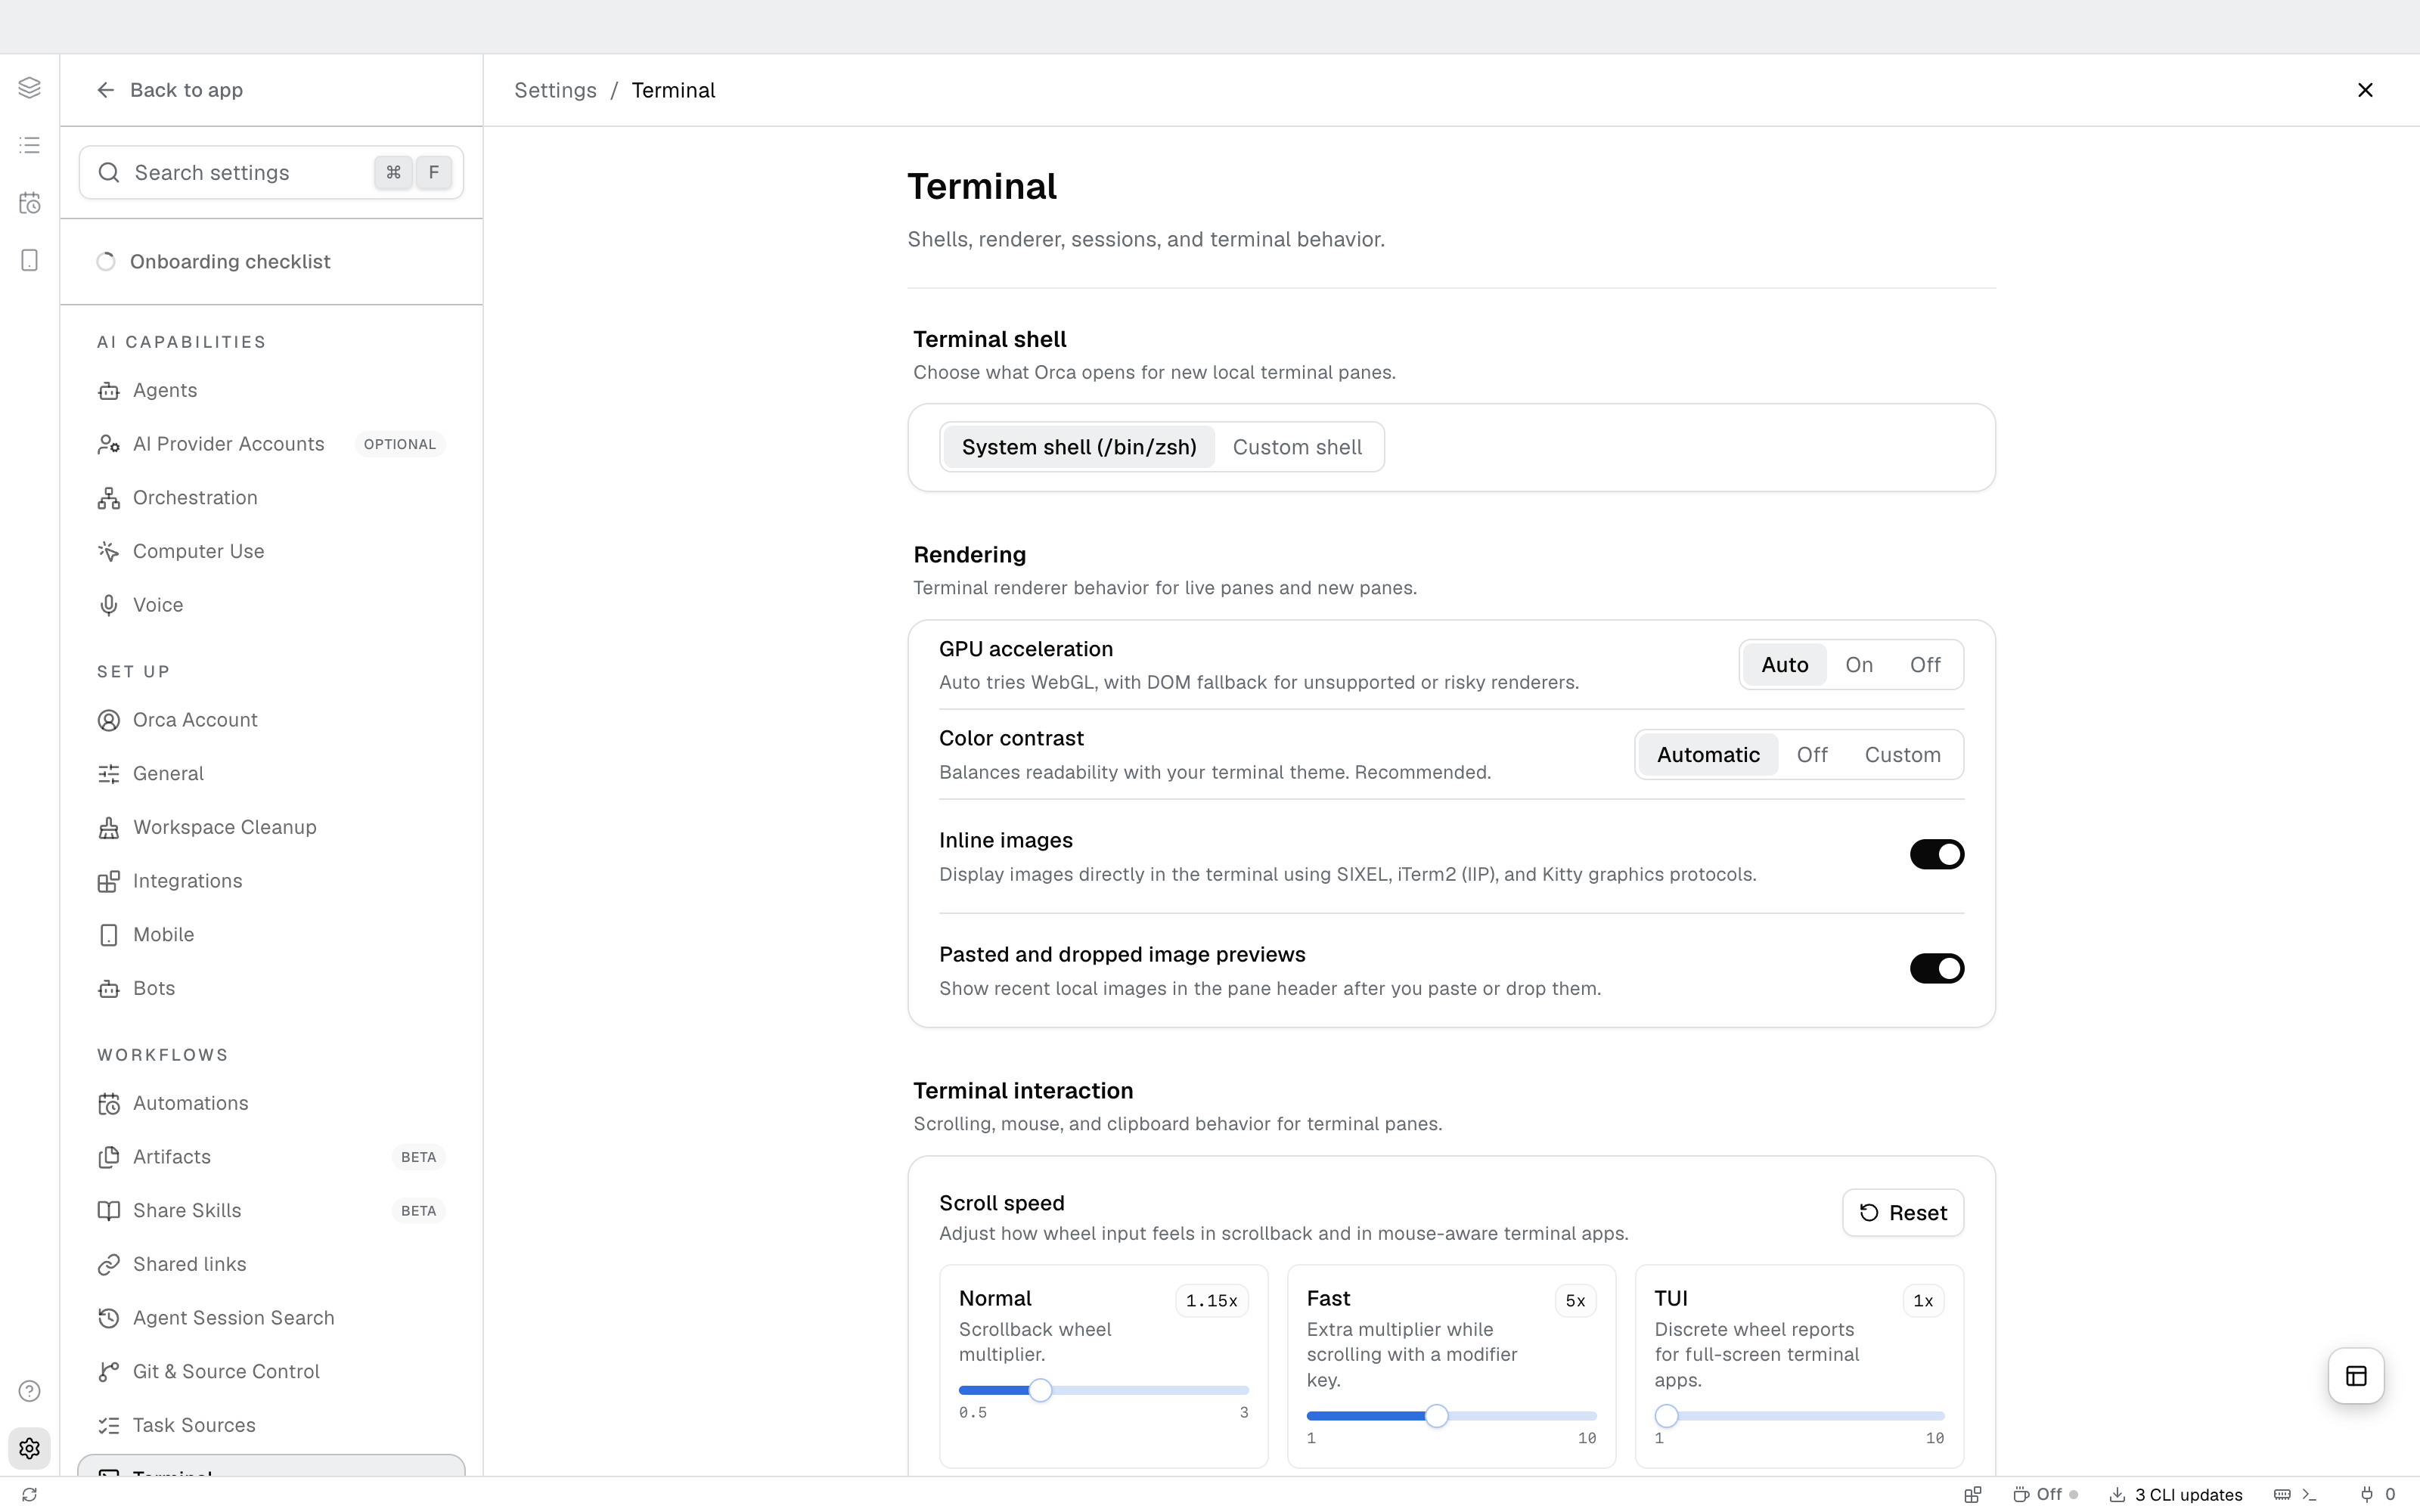 Back to app
Settings / Terminal
Search settings ⌘ F
Onboarding checklist
AI CAPABILITIES
Agents
AI Provider Accounts OPTIONAL
Orchestration
Computer Use
Voice
SET UP
Orca Account
General
Workspace Cleanup
Integrations
Mobile
Bots
WORKFLOWS
Automations
Artifacts BETA
Share Skills BETA
Shared links
Agent Session Search
Git & Source Control
Task Sources
Terminal
Terminal
Shells, renderer, sessions, and terminal behavior.
Terminal shell
Choose what Orca opens for new local terminal panes.
System shell (/bin/zsh) Custom shell
Rendering
Terminal renderer behavior for live panes and new panes.
GPU acceleration
Auto tries WebGL, with DOM fallback for unsupported or risky renderers.
Auto On Off
Color contrast
Balances readability with your terminal theme. Recommended.
Automatic Off Custom
Inline images
Display images directly in the terminal using SIXEL, iTerm2 (IIP), and Kitty graphics protocols.
Pasted and dropped image previews
Show recent local images in the pane header after you paste or drop them.
Terminal interaction
Scrolling, mouse, and clipboard behavior for terminal panes.
Scroll speed
Adjust how wheel input feels in scrollback and in mouse-aware terminal apps.
Reset
Normal 1.15x
Scrollback wheel
multiplier.
0.5 3
Fast 5x
Extra multiplier while
scrolling with a modifier
key.
1 10
TUI 1x
Discrete wheel reports
for full-screen terminal
apps.
1 10
Off
3 CLI updates
0